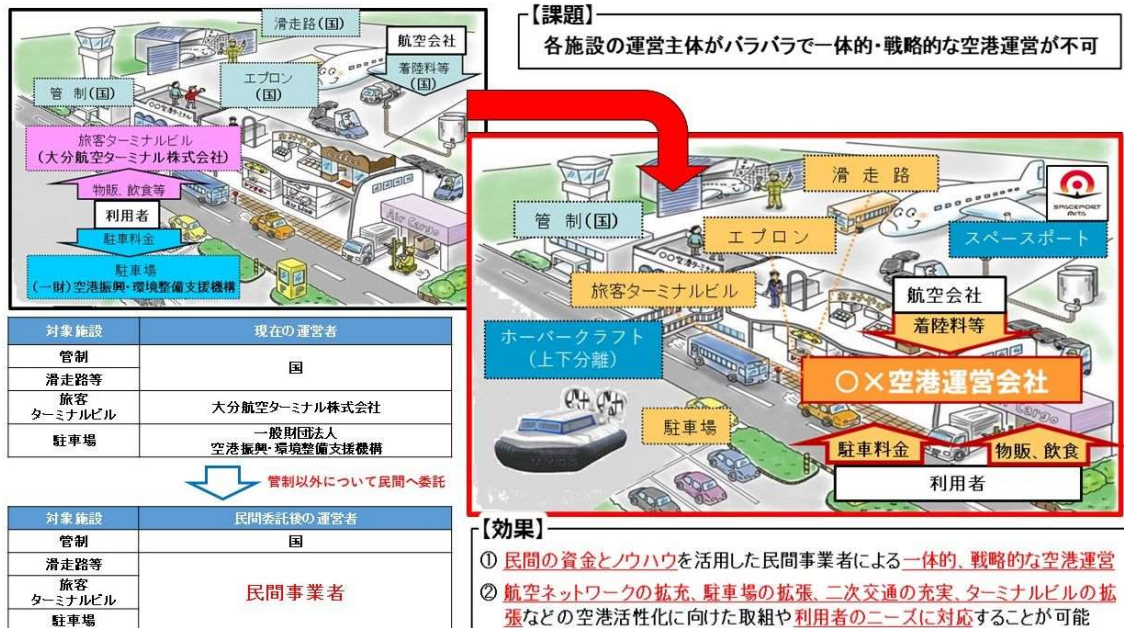 滑走路(国)
航空会社
着陸料等
(国)
エプロン
(国)
管 制(国)
旅客ターミナルビル
(大分航空ターミナル株式会社)
物販、飲食等
利用者
駐車料金
駐車場
(一財)空港振興・環境整備支援機構
○○空港ターミナル
Air Cargo
【課題】
各施設の運営主体がバラバラで一体的・戦略的な空港運営が不可
滑 走 路
SPACEPORT
OITA
管 制(国)
エプロン
スペースポート
○○空港ターミナル
旅客ターミナルビル
航空会社
着陸料等
ホーバークラフト
(上下分離)
○×空港運営会社
Air Cargo
駐車場
駐車料金
物販、飲食
利用者
対象施設 現在の運営者
管制 国
滑走路等
旅客
ターミナルビル 大分航空ターミナル株式会社
駐車場 一般財団法人
空港振興・環境整備支援機構
管制以外について民間へ委託
対象施設 民間委託後の運営者
管制 国
滑走路等
旅客
ターミナルビル 民間事業者
駐車場
【効果】
① 民間の資金とノウハウを活用した民間事業者による一体的、戦略的な空港運営
② 航空ネットワークの拡充、駐車場の拡張、二次交通の充実、ターミナルビルの拡
張などの空港活性化に向けた取組や利用者のニーズに対応することが可能